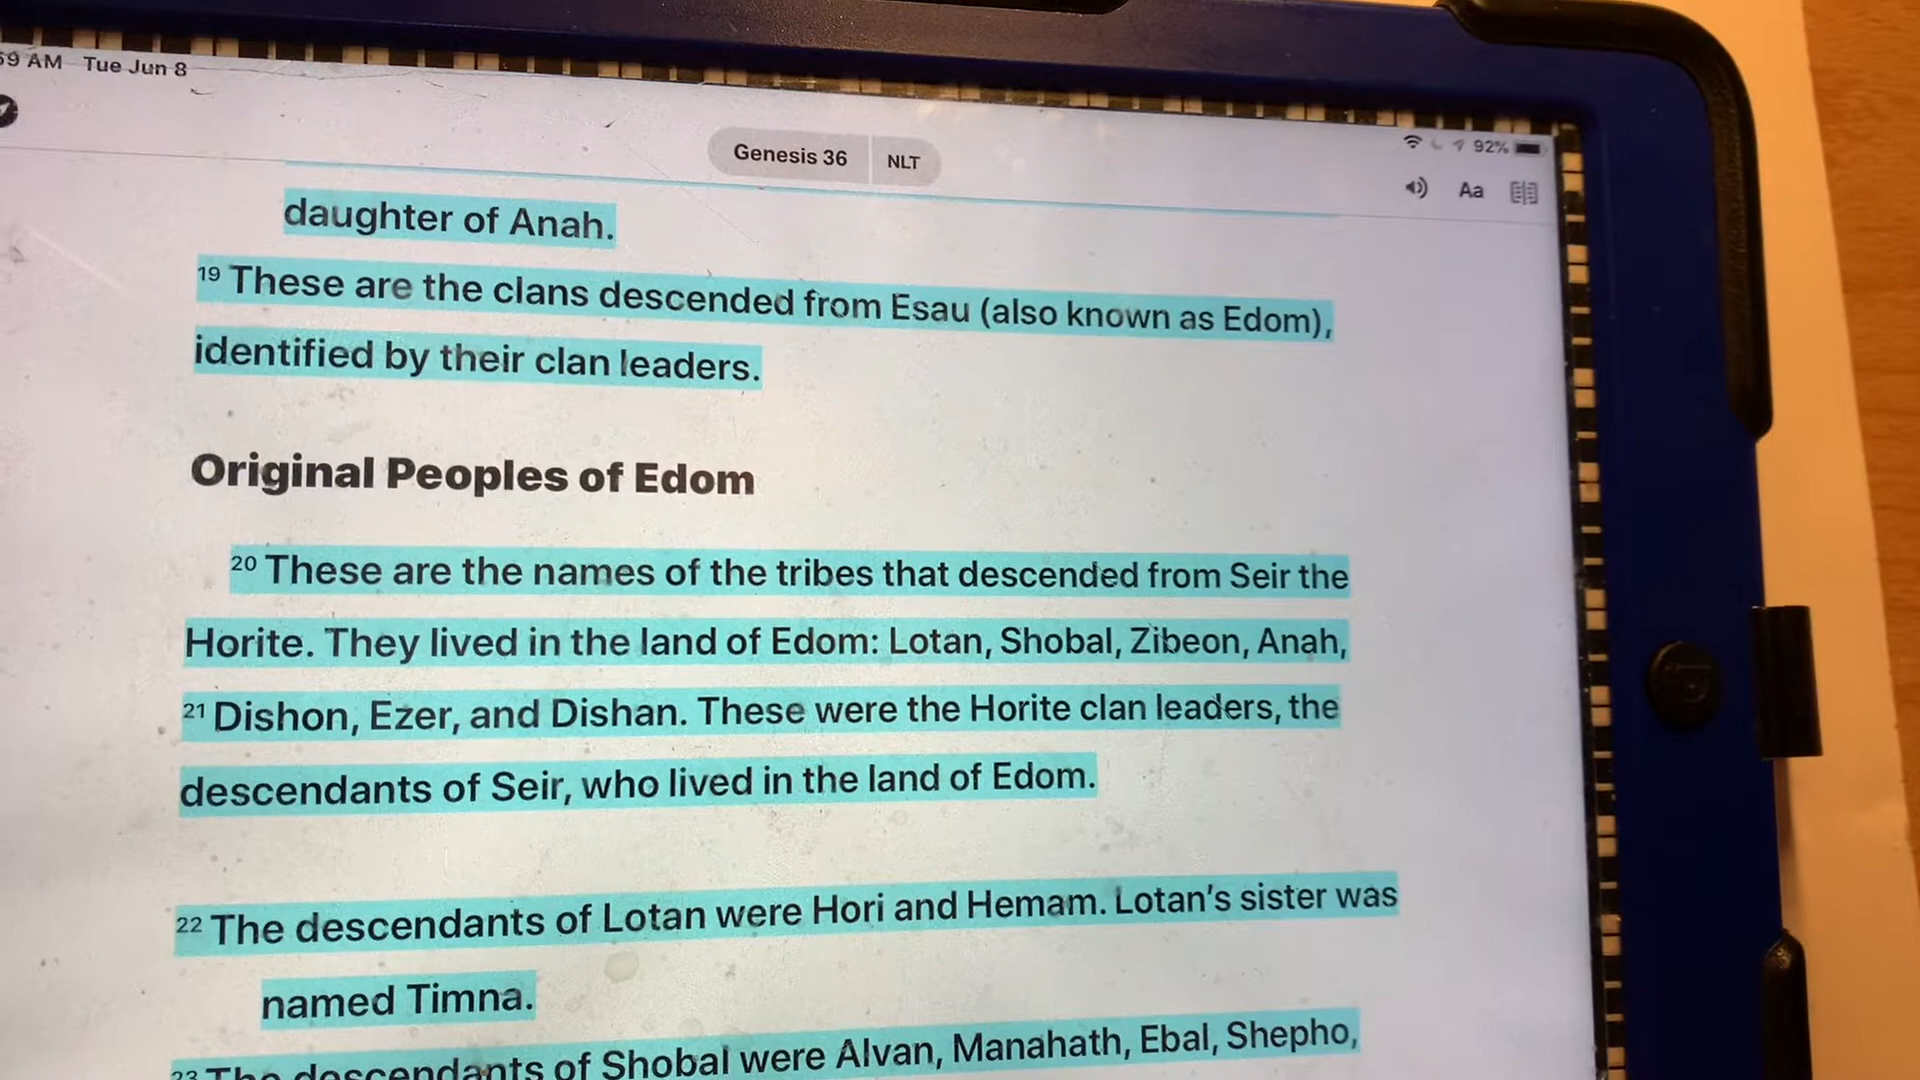 59 AM Tue Jun 8
92%
Genesis 36 NLT
Aa
daughter of Anah.
19 These are the clans descended from Esau (also known as Edom),
identified by their clan leaders.
Original Peoples of Edom
20 These are the names of the tribes that descended from Seir the
Horite. They lived in the land of Edom: Lotan, Shobal, Zibeon, Anah,
21 Dishon, Ezer, and Dishan. These were the Horite clan leaders, the
descendants of Seir, who lived in the land of Edom.
22 The descendants of Lotan were Hori and Hemam. Lotan's sister was
named Timna.
23 The descendants of Shobal were Alvan, Manahath, Ebal, Shepho,